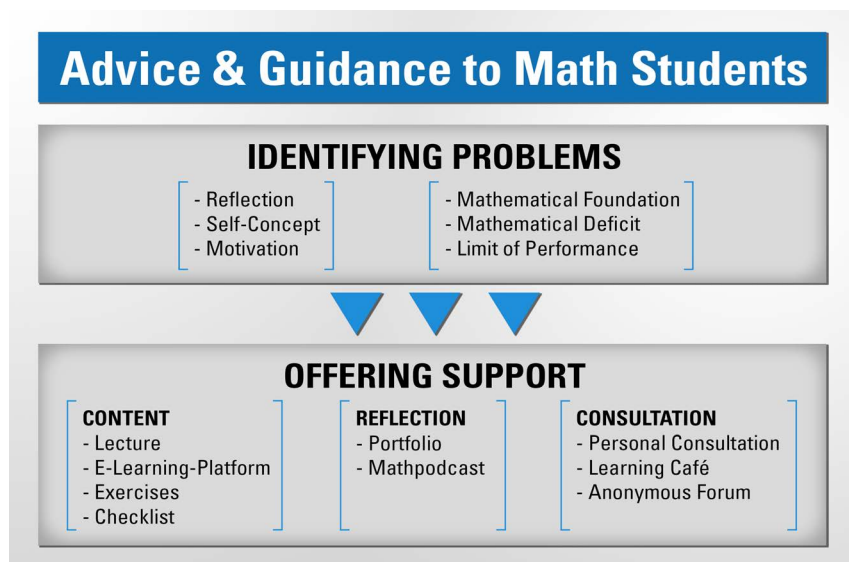 Advice & Guidance to Math Students
IDENTIFYING PROBLEMS
- Reflection
- Self-Concept
- Motivation
- Mathematical Foundation
- Mathematical Deficit
- Limit of Performance
OFFERING SUPPORT
CONTENT
- Lecture
- E-Learning-Platform
- Exercises
- Checklist
REFLECTION
- Portfolio
- Mathpodcast
CONSULTATION
- Personal Consultation
- Learning Café
- Anonymous Forum